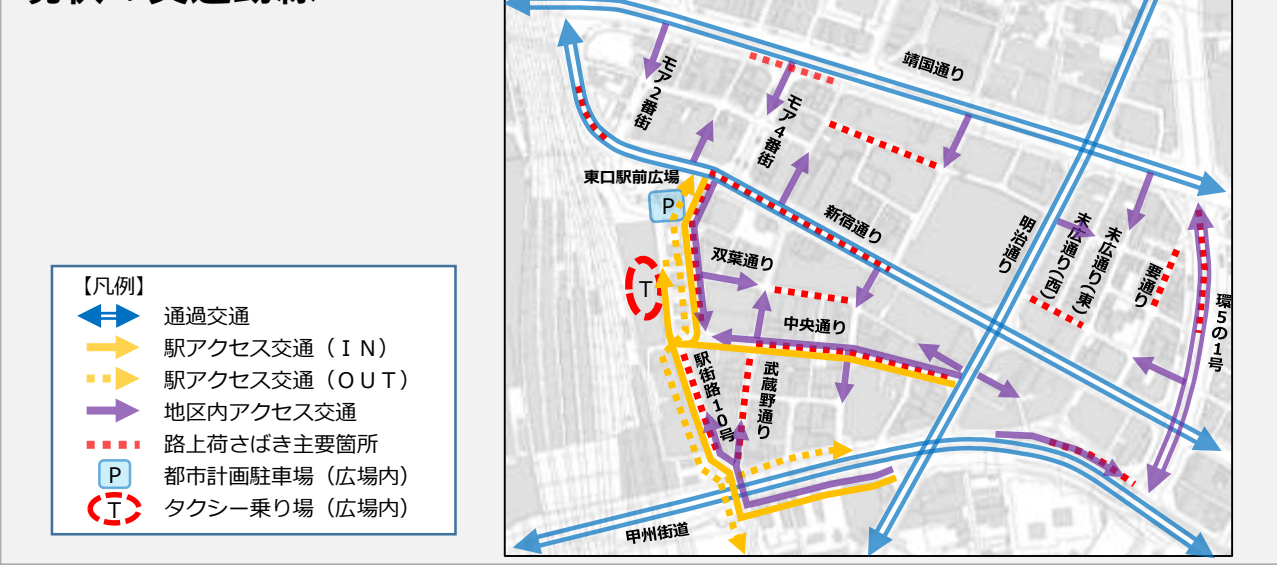 【凡例】
通過交通
駅アクセス交通（ＩＮ）
駅アクセス交通（ＯＵＴ）
地区内アクセス交通
路上荷さばき主要箇所
P
都市計画駐車場（広場内）
T
タクシー乗り場（広場内）
靖国通り
モア2番街
モア4番街
東口駅前広場
P
新宿通り
明治通り
末広通り(西)
末広通り(東)
要通り
双葉通り
T
環5の1号
中央通り
駅街路10号
武蔵野通り
甲州街道